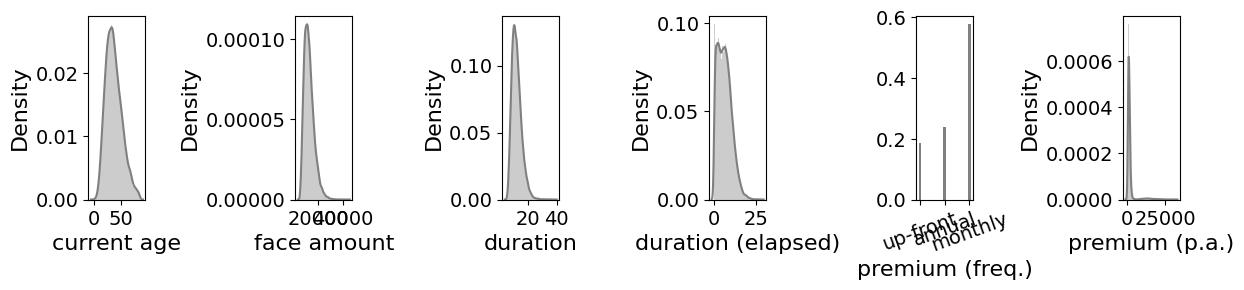 Density
0.02
0.01
0.00
0 50
current age
Density
0.00010
0.00005
0.00000
20000 40000
face amount
Density
0.10
0.05
0.00
20 40
duration
Density
0.10
0.05
0.00
0 25
duration (elapsed)
0.6
0.4
0.2
0.0
up-front
annual
monthly
premium (freq.)
Density
0.0006
0.0004
0.0002
0.0000
0 25000
premium (p.a.)